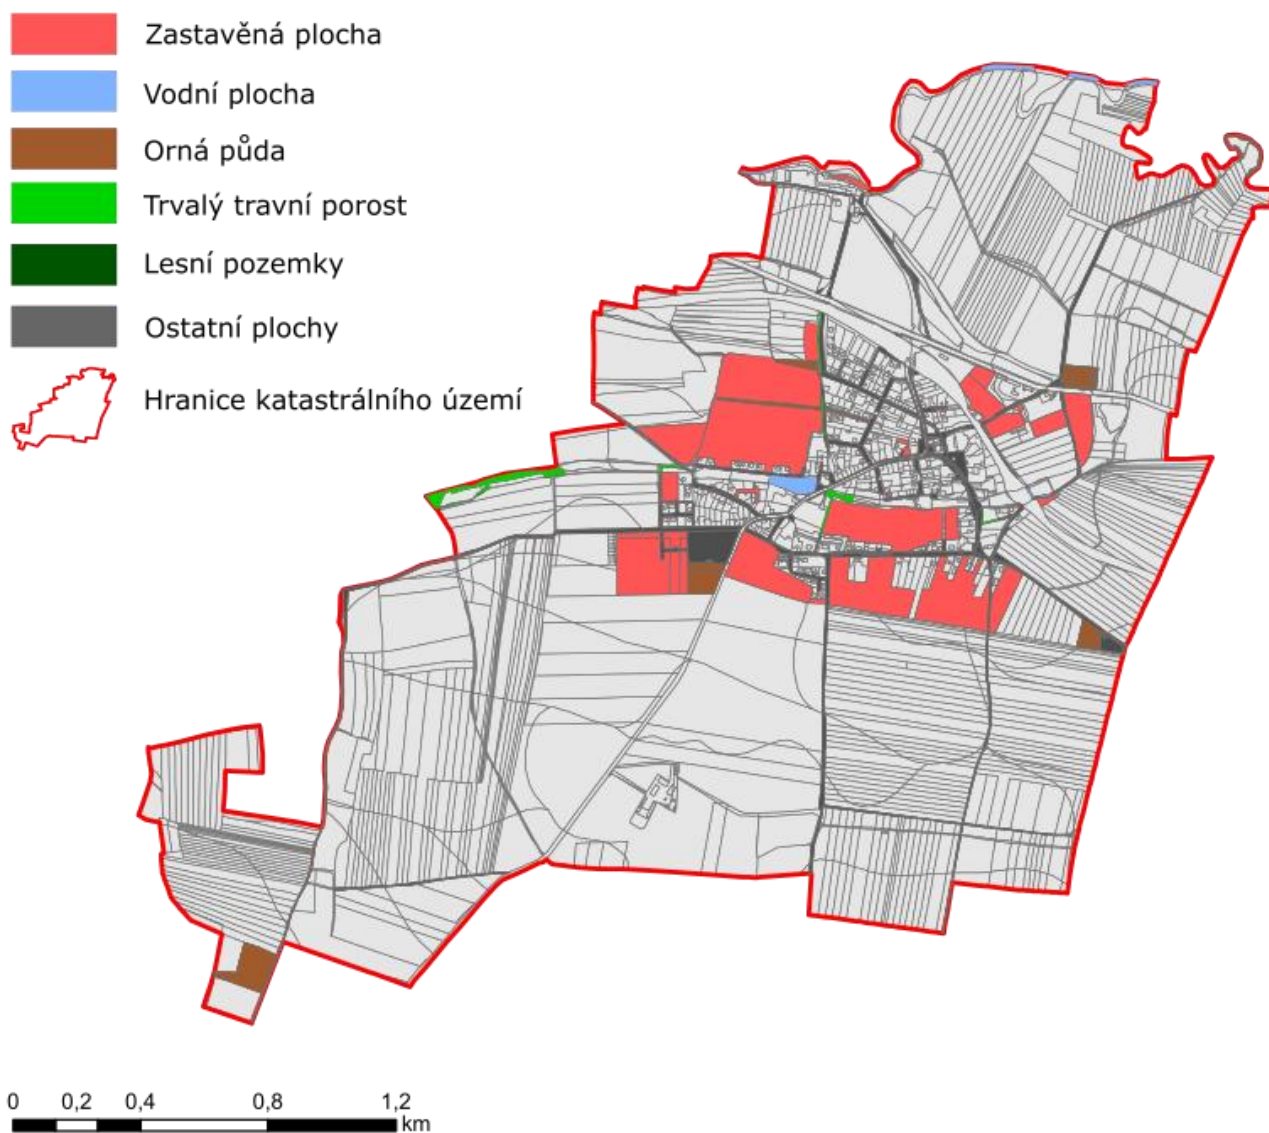 Zastavěná plocha
Vodní plocha
Orná půda
Trvalý travní porost
Lesní pozemky
Ostatní plochy
Hranice katastrálního území
0 0,2 0,4 0,8 1,2
km